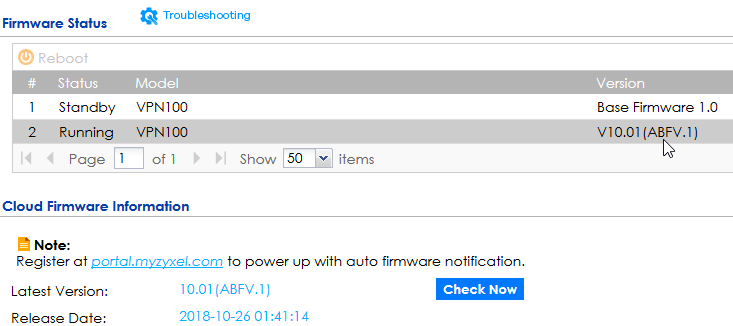 Firmware Status
Troubleshooting
Reboot
# Status Model Version
1 Standby VPN100 Base Firmware 1.0
2 Running VPN100 V10.01(ABFV.1)
Page 1 of 1 Show 50 items
Cloud Firmware Information
Note:
Register at portal.myzyxel.com to power up with auto firmware notification.
Latest Version: 10.01(ABFV.1) Check Now
Release Date: 2018-10-26 01:41:14